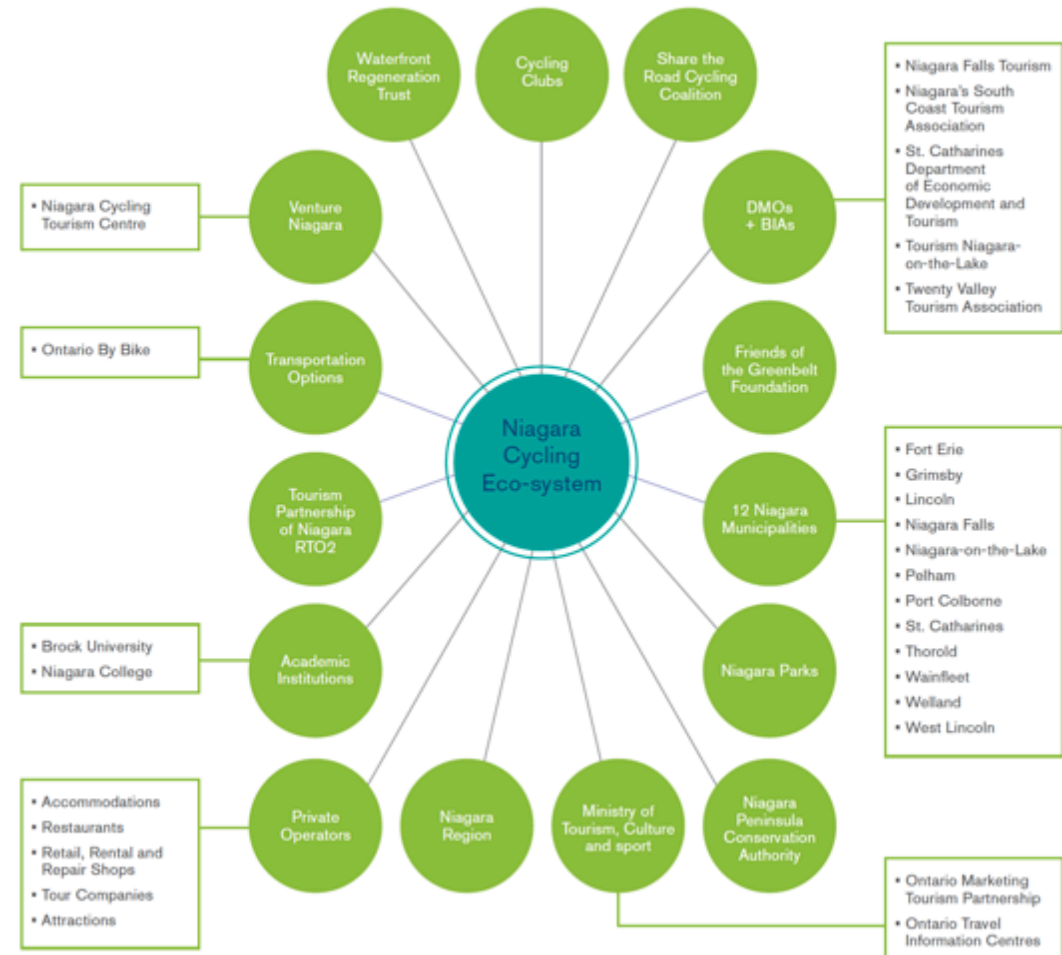 Waterfront
Regeneration
Trust
Cycling
Clubs
Share the
Road Cycling
Coalition
▪ Niagara Falls Tourism
▪ Niagara's South
Coast Tourism
Association
▪ St. Catharines
Department
of Economic
Development and
Tourism
▪ Tourism Niagara-
on-the-Lake
▪ Twenty Valley
Tourism Association
▪ Niagara Cycling
Tourism Centre
Venture
Niagara
DMOs
+ BIAs
▪ Ontario By Bike
Transportation
Options
Friends of
the Greenbelt
Foundation
Niagara
Cycling
Eco-system
Tourism
Partnership
of Niagara
RTO2
12 Niagara
Municipalities
▪ Fort Erie
▪ Grimsby
▪ Lincoln
▪ Niagara Falls
▪ Niagara-on-the-Lake
▪ Pelham
▪ Port Colborne
▪ St. Catharines
▪ Thorold
▪ Wainfleet
▪ Welland
▪ West Lincoln
▪ Brock University
▪ Niagara College
Academic
Institutions
Niagara Parks
▪ Accommodations
▪ Restaurants
▪ Retail, Rental and
Repair Shops
▪ Tour Companies
▪ Attractions
Private
Operators
Niagara
Region
Ministry of
Tourism, Culture
and sport
Niagara
Peninsula
Conservation
Authority
▪ Ontario Marketing
Tourism Partnership
▪ Ontario Travel
Information Centres